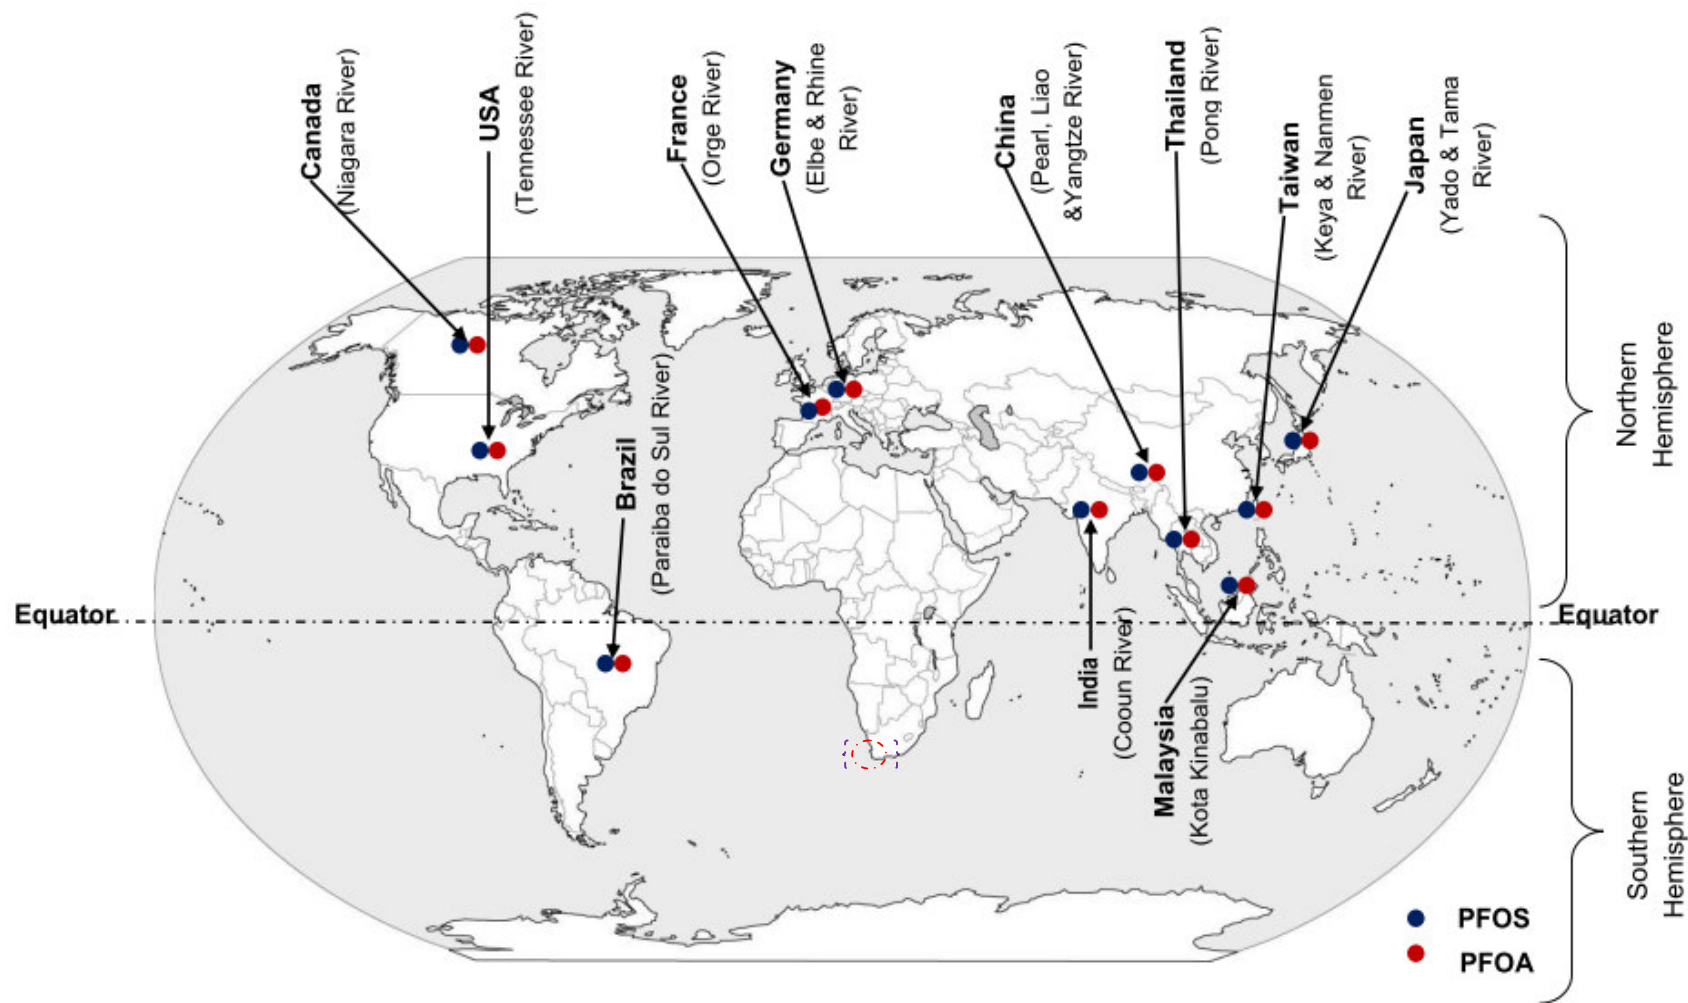 Canada
(Niagara River)
USA
(Tennessee River)
France
(Orge River)
Germany
(Elbe & Rhine
River)
China
(Pearl, Liao
&Yangtze River)
Thailand
(Pong River)
Taiwan
(Keya & Nanmen
River)
Japan
(Yado & Tama
River)
Northern
Hemisphere
Brazil
(Paraiba do Sul River)
Equator
Equator
India
(Cooun River)
Malaysia
(Kota Kinabalu)
Southern
Hemisphere
PFOS
PFOA